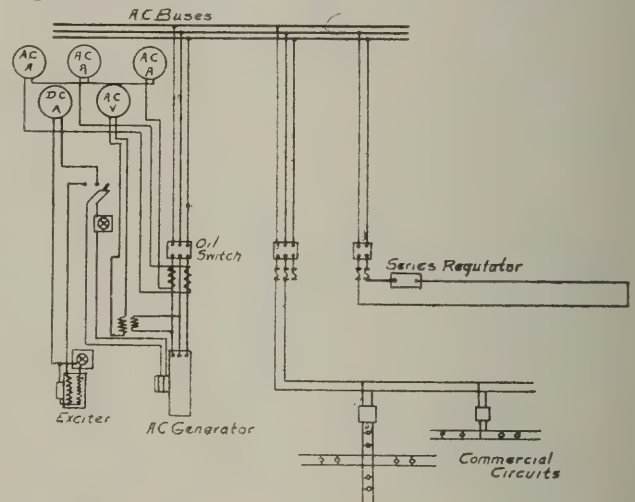 AC Buses
AC
A
AC
A
AC
A
DC
A
AC
V
Oil
Switch
Series Regulator
Exciter
AC Generator
Commercial
Circuits